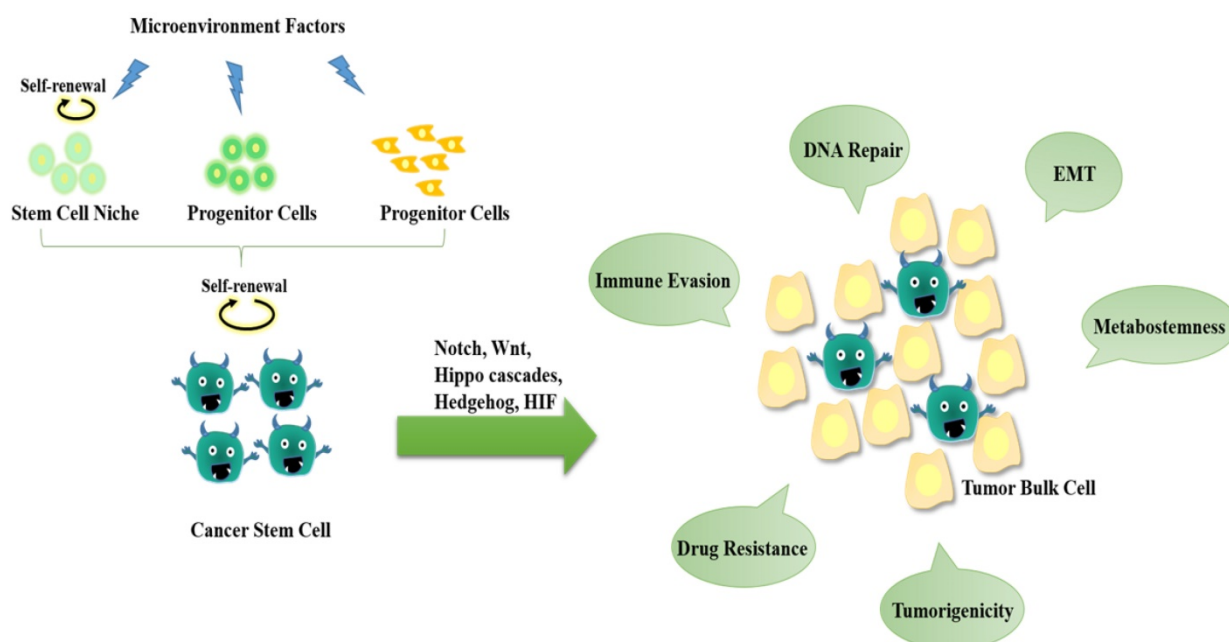 Microenvironment Factors
Self-renewal
Stem Cell Niche
Progenitor Cells
Progenitor Cells
Self-renewal
Cancer Stem Cell
Notch, Wnt,
Hippo cascades,
Hedgehog, HIF
DNA Repair
EMT
Immune Evasion
Metabostemness
Tumor Bulk Cell
Drug Resistance
Tumorigenicity